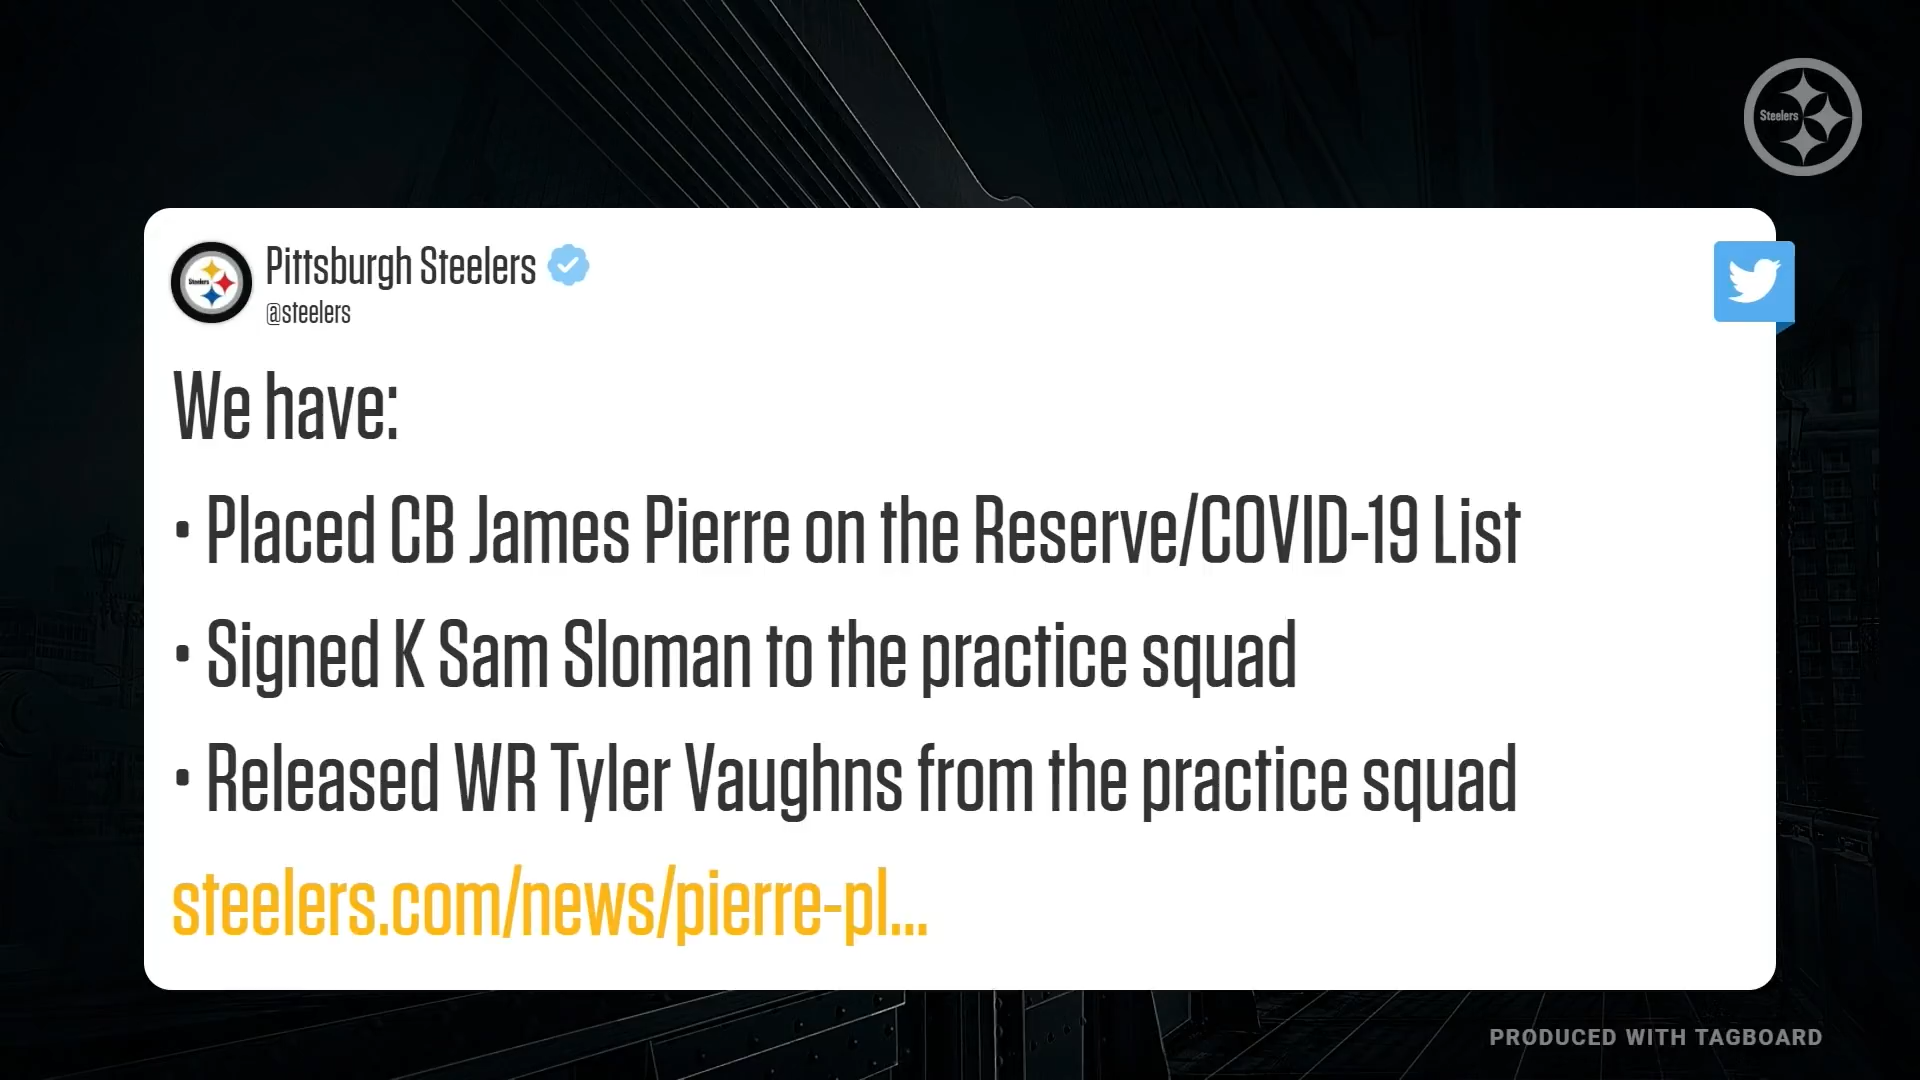 Steelers
Pittsburgh Steelers
@steelers
Steelers
We have:
• Placed CB James Pierre on the Reserve/COVID-19 List
• Signed K Sam Sloman to the practice squad
• Released WR Tyler Vaughns from the practice squad
steelers.com/news/pierre-pl...
PRODUCED WITH TAGBOARD